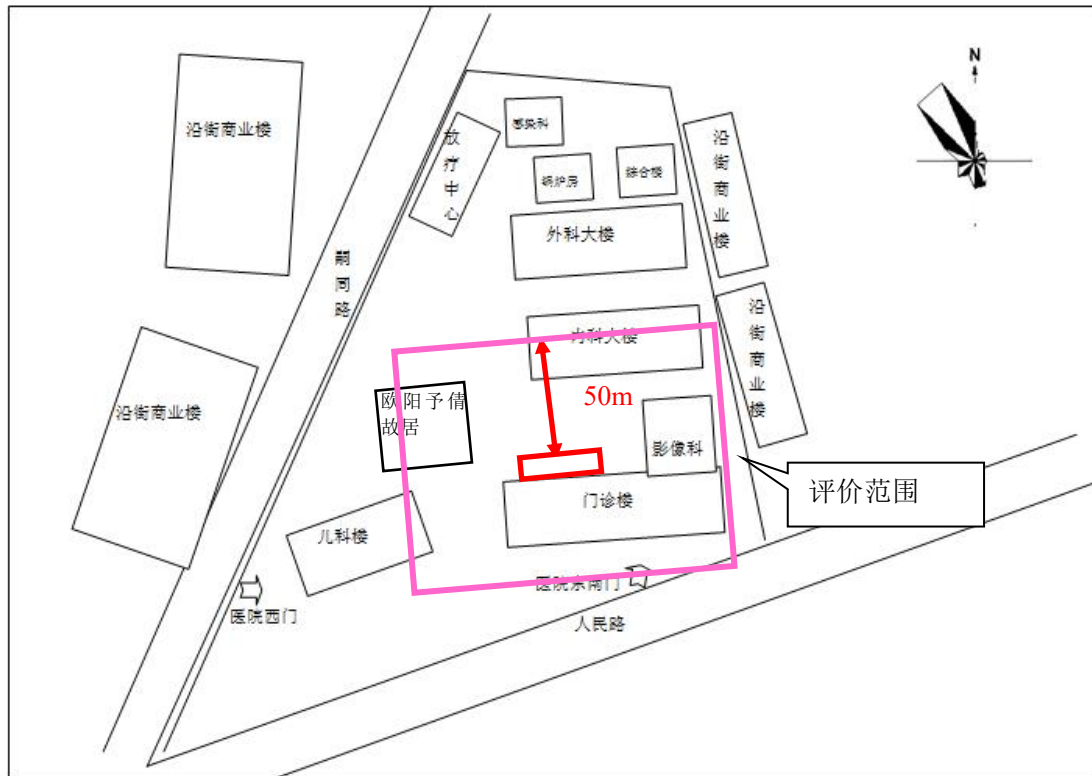 N
沿街商业楼
放疗中心
感染科
锅炉房
综合楼
沿街商业楼
外科大楼
嗣同路
内科大楼
沿街商业楼
50m
欧阳予倩
故居
沿街商业楼
影像科
评价范围
门诊楼
儿科楼
医院东南门
医院西门
人民路